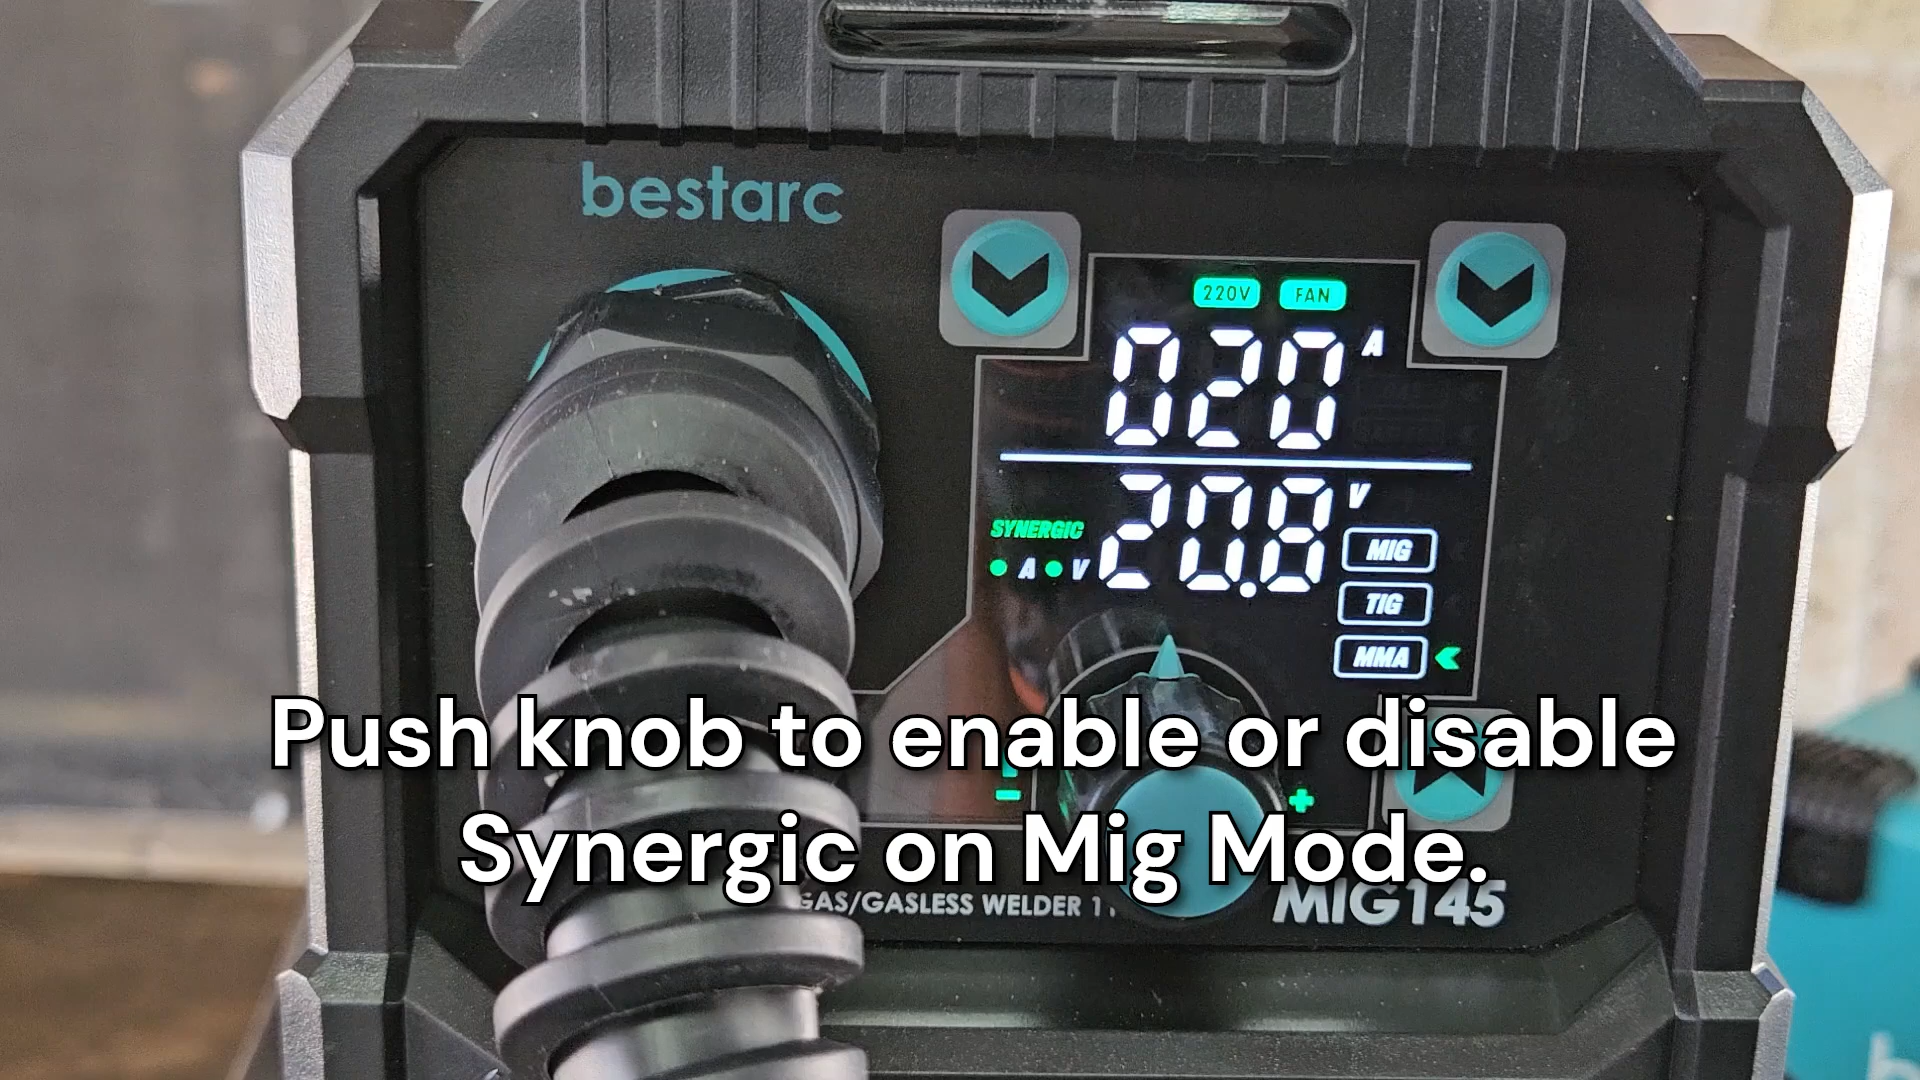 bestarc
220V FAN
020 A
20.8 V
SYNERGIC
A V
MIG
TIG
MMA
Push knob to enable or disable
Synergic on Mig Mode.
GAS/GASLESS WELDER
MIG145